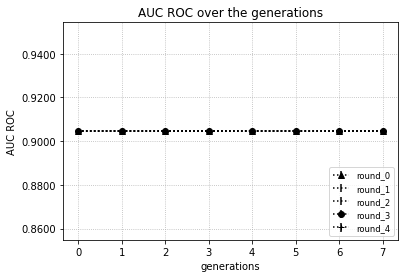 AUC ROC over the generations
AUC ROC
0.9400
0.9200
0.9000
0.8800
0.8600
round_0
round_1
round_2
round_3
round_4
0 1 2 3 4 5 6 7
generations